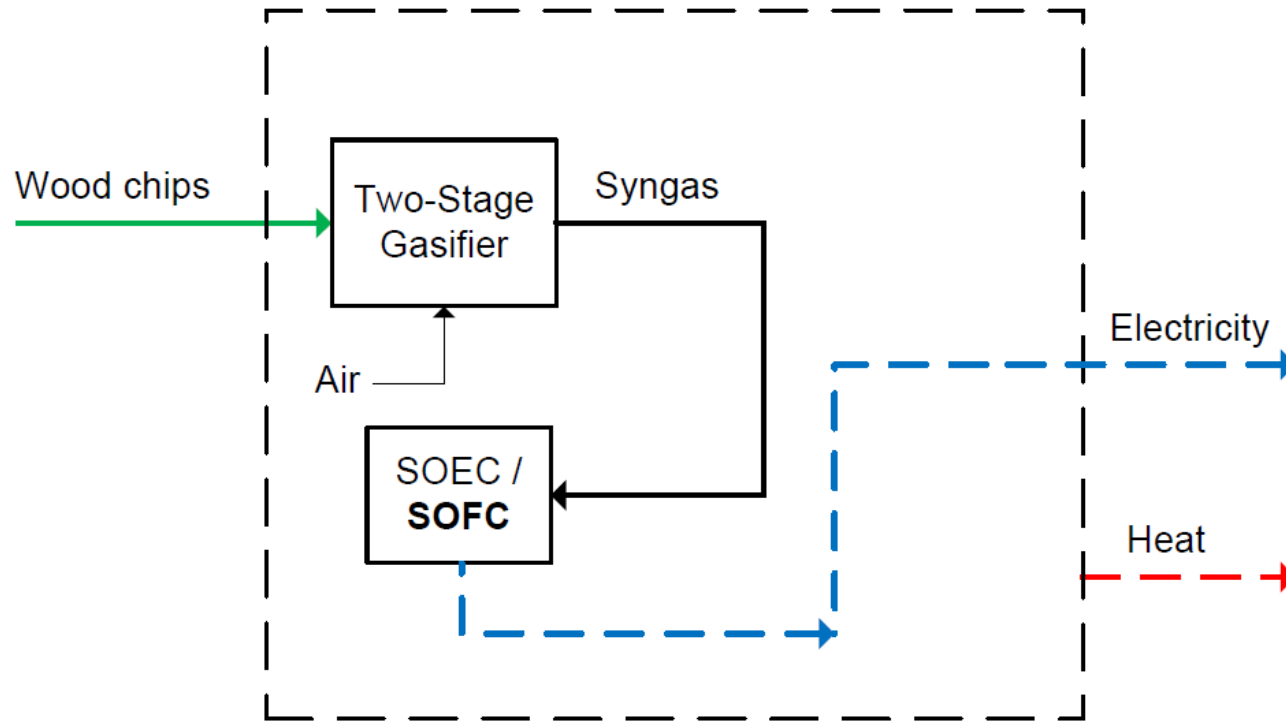 Wood chips
Two-Stage
Gasifier
Syngas
Air
Electricity
SOEC /
SOFC
Heat